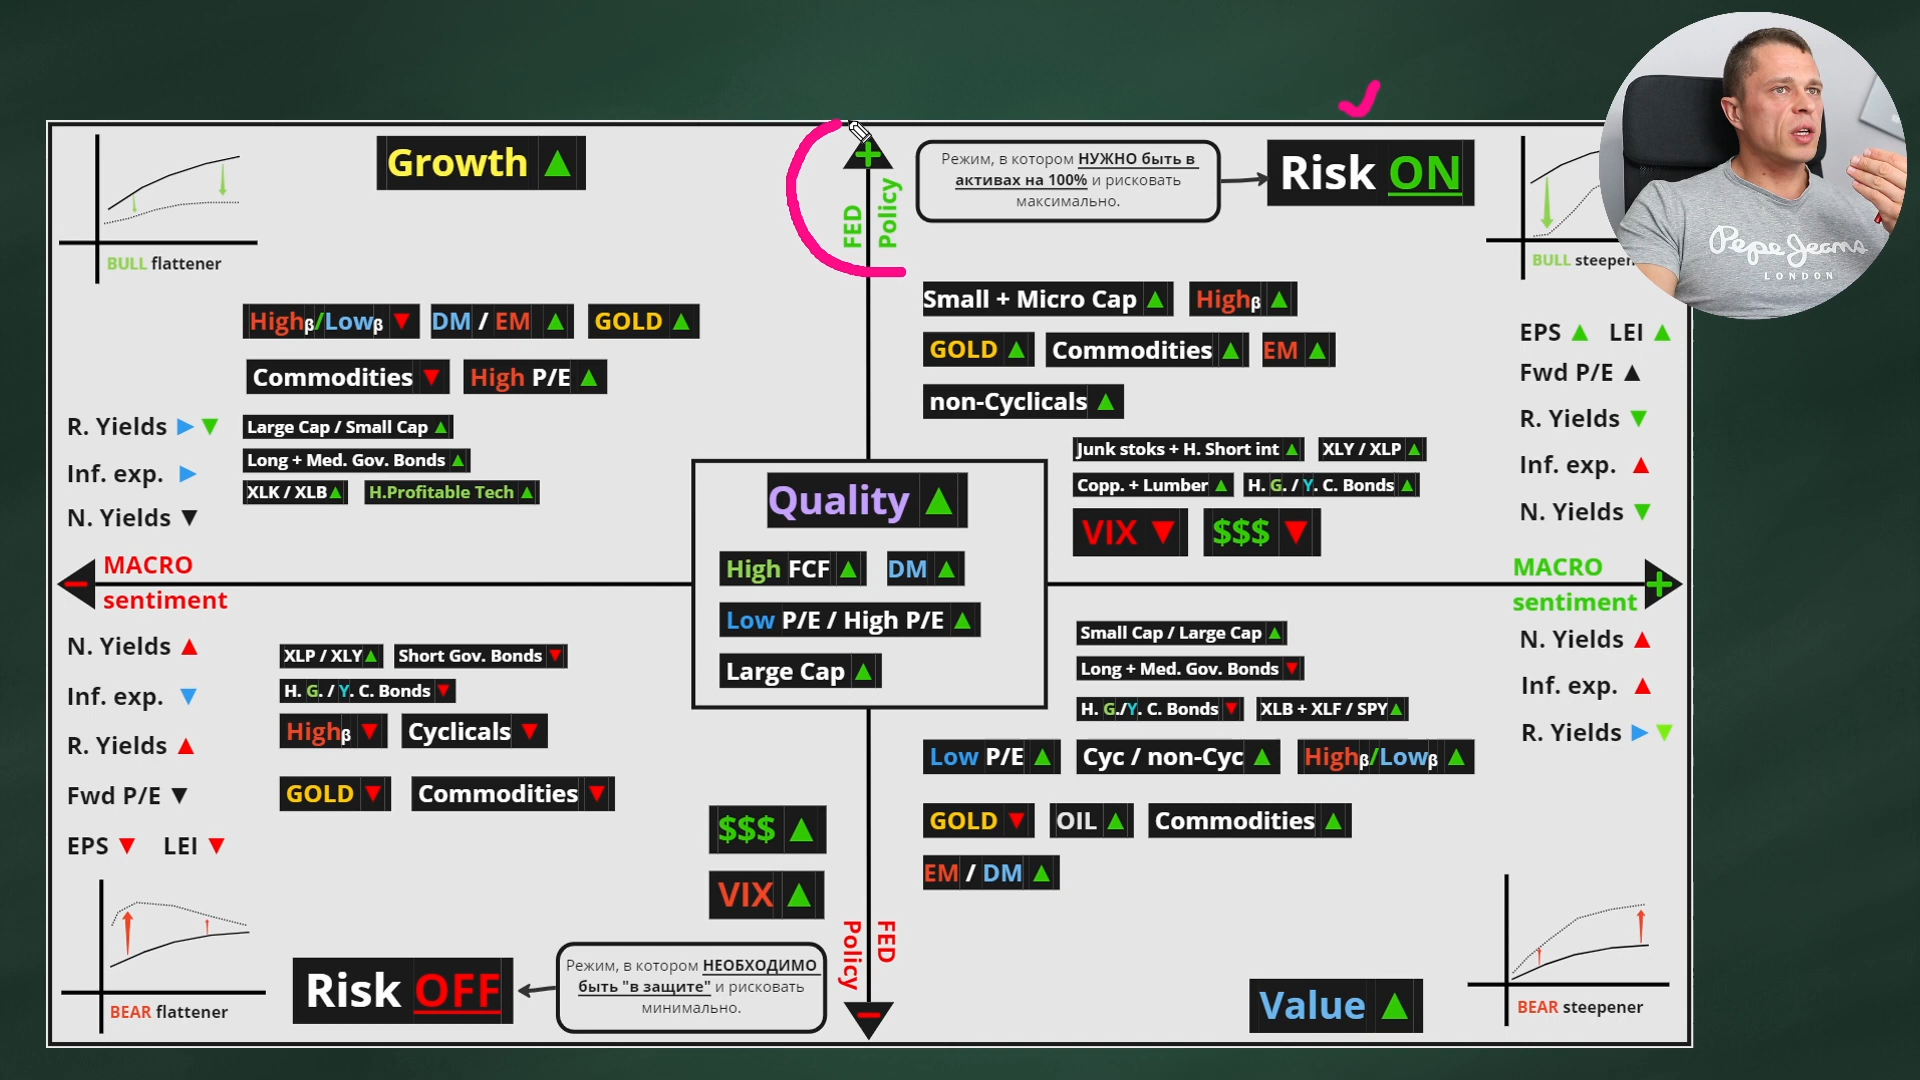 Growth
BULL flattener
Highβ/Lowβ
DM / EM
GOLD
Commodities
High P/E
R. Yields
Large Cap / Small Cap
Inf. exp.
Long + Med. Gov. Bonds
XLK / XLB
H.Profitable Tech
N. Yields
MACRO
sentiment
FED
Policy
Режим, в котором НУЖНО быть в
активах на 100% и рисковать
максимально.
Risk ON
BULL
Small + Micro Cap
Highβ
GOLD
Commodities
EM
non-Cyclicals
Junk stoks + H. Short int
XLY / XLP
Copp. + Lumber
H. G. / Y. C. Bonds
VIX
$$$
EPS
LEI
Fwd P/E
R. Yields
Inf. exp.
N. Yields
MACRO
sentiment
Pepe Jeans
LONDON
Quality
High FCF
DM
Low P/E / High P/E
Large Cap
N. Yields
Inf. exp.
R. Yields
Fwd P/E
EPS
LEI
XLP / XLY
Short Gov. Bonds
H. G. / Y. C. Bonds
Highβ
Cyclicals
GOLD
Commodities
$$$
VIX
BEAR flattener
Risk OFF
Режим, в котором НЕОБХОДИМО
быть "в защите" и рисковать
минимально.
FED
Policy
Small Cap / Large Cap
Long + Med. Gov. Bonds
H. G./Y. C. Bonds
XLB + XLF / SPY
Low P/E
Cyc / non-Cyc
Highβ/Lowβ
GOLD
OIL
Commodities
EM / DM
N. Yields
Inf. exp.
R. Yields
Value
BEAR steepener